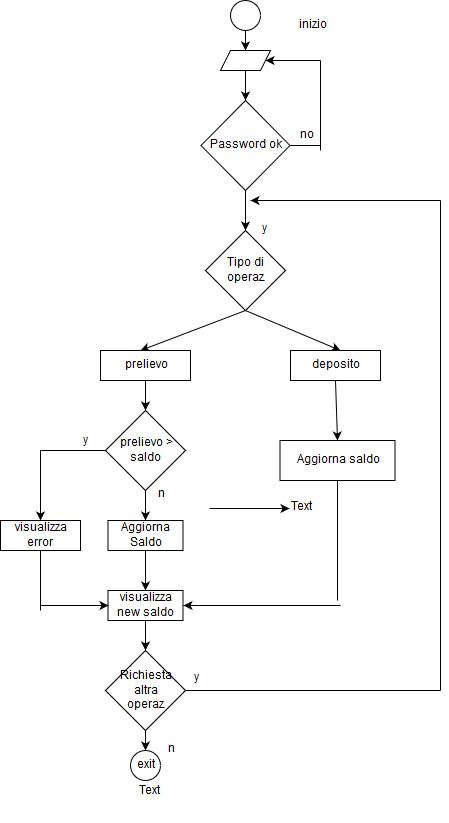 inizio
no
Password ok
y
Tipo di
operaz
prelievo
deposito
y
prelievo >
saldo
Aggiorna saldo
n
Text
visualizza
error
Aggiorna
Saldo
visualizza
new saldo
Richiesta
altra
operaz
y
n
exit
Text